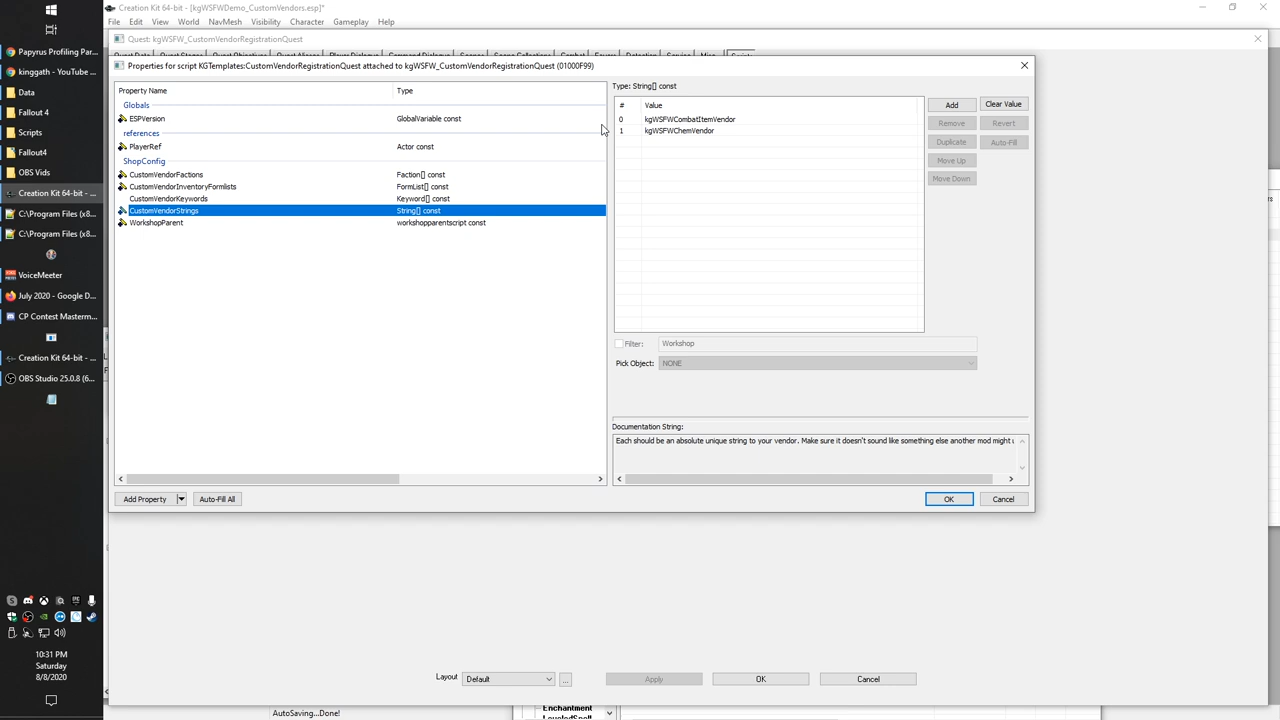 Creation Kit 64-bit - [kgWSFWDemo_CustomVendors.esp]*
File Edit View World NavMesh Visibility Character Gameplay Help
Quest: kgWSFW_CustomVendorRegistrationQuest
Properties for script KGTemplates:CustomVendorRegistrationQuest attached to kgWSFW_CustomVendorRegistrationQuest (01000F99)
Property Name Type
Globals
ESPVersion GlobalVariable const
references
PlayerRef Actor const
ShopConfig
CustomVendorFactions Faction[] const
CustomVendorInventoryFormlists FormList[] const
CustomVendorKeywords Keyword[] const
CustomVendorStrings String[] const
WorkshopParent workshopparentscript const
Type: String[] const
# Value
0 kgWSFWCombatItemVendor
1 kgWSFWChemVendor
Add Clear Value
Remove Revert
Duplicate Auto-Fill
Move Up
Move Down
Filter: Workshop
Pick Object: NONE
Documentation String:
Each should be an absolute unique string to your vendor. Make sure it doesn't sound like something else another mod might u
Add Property Auto-Fill All
OK Cancel
Layout Default ... Apply OK Cancel
AutoSaving...Done!
Enchantment
LeveledSpell
Papyrus Profiling Par...
kinggath - YouTube ...
Data
Fallout 4
Scripts
Fallout4
OBS Vids
Creation Kit 64-bit - ...
C:\Program Files (x8...
C:\Program Files (x8...
VoiceMeeter
July 2020 - Google D...
CP Contest Masterm...
Creation Kit 64-bit - ...
OBS Studio 25.0.8 (6...
10:31 PM
Saturday
8/8/2020